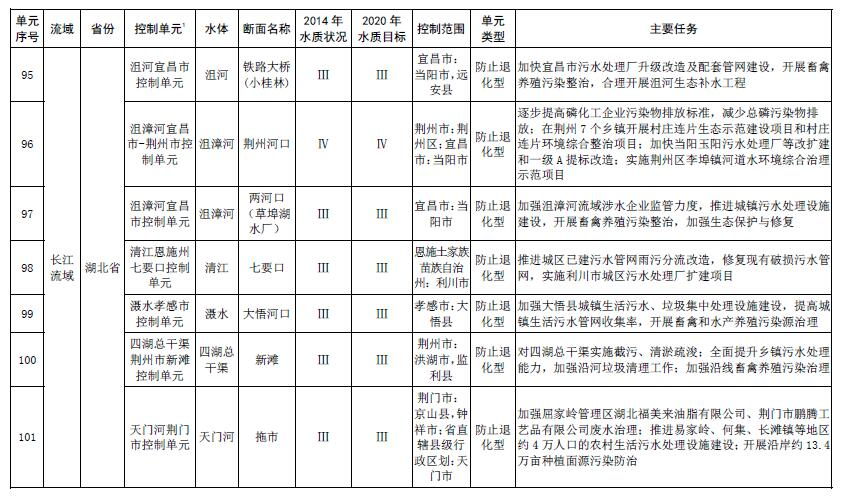 单元序号 流域 省份 控制单元1 水体 断面名称 2014 年水质状况 2020 年水质目标 控制范围 单元类型 主要任务
长江流域
湖北省
95
沮河宜昌市
控制单元
沮河
铁路大桥
(小桂林)
III
III
宜昌市：
当阳市,远
安县
防止退
化型
加快宜昌市污水处理厂升级改造及配套管网建设，开展畜禽
养殖污染整治，合理开展沮河生态补水工程
96
沮漳河宜昌
市-荆州市控
制单元
沮漳河
荆州河口
IV
IV
荆州市;荆
州区;宜昌
市:当阳市
防止退
化型
逐步提高磷化工企业污染物排放标准，减少总磷污染物排
放；在荆州 7 个乡镇开展村庄连片生态示范建设项目和村庄
连片环境综合整治项目；加快当阳玉阳污水处理厂等改扩建
和一级 A 提标改造；实施荆州区李埠镇河道水环境综合治理
示范项目
97
沮漳河宜昌
市控制单元
沮漳河
两河口
（草埠湖
水厂）
III
III
宜昌市:当
阳市
防止退
化型
加强沮漳河流域涉水企业监管力度，推进城镇污水处理设施
建设，开展畜禽养殖污染整治，加强生态保护与修复
98
清江恩施州
七要口控制
单元
清江
七要口
III
III
恩施土家族
苗族自治
州：利川市
防止退
化型
推进城区已建污水管网雨污分流改造，修复现有破损污水管
网，实施利川市城区污水处理厂扩建项目
99
滠水孝感市
控制单元
滠水
大悟河口
III
III
孝感市:大
悟县
防止退
化型
加强大悟县城镇生活污水、垃圾集中处理设施建设，提高城
镇生活污水管网收集率，开展畜禽和水产养殖污染源治理
100
四湖总干渠
荆州市新滩
控制单元
四湖总
干渠
新滩
III
III
荆州市：
洪湖市,监
利县
防止退
化型
对四湖总干渠实施截污、清淤疏浚；全面提升乡镇污水处理
能力，加强沿河垃圾清理工作；加强沿线畜禽养殖污染治理
101
天门河荆门
市控制单元
天门河
拖市
III
III
荆门市：
京山县,钟
祥市;省直
辖县级行
政区划:天
门市
防止退
化型
加强屈家岭管理区湖北福美来油脂有限公司、荆门市鹏腾工
艺品有限公司废水治理；推进易家岭、何集、长滩镇等地区
约 4 万人口的农村生活污水处理设施建设；开展沿岸约 13.4
万亩种植面源污染防治